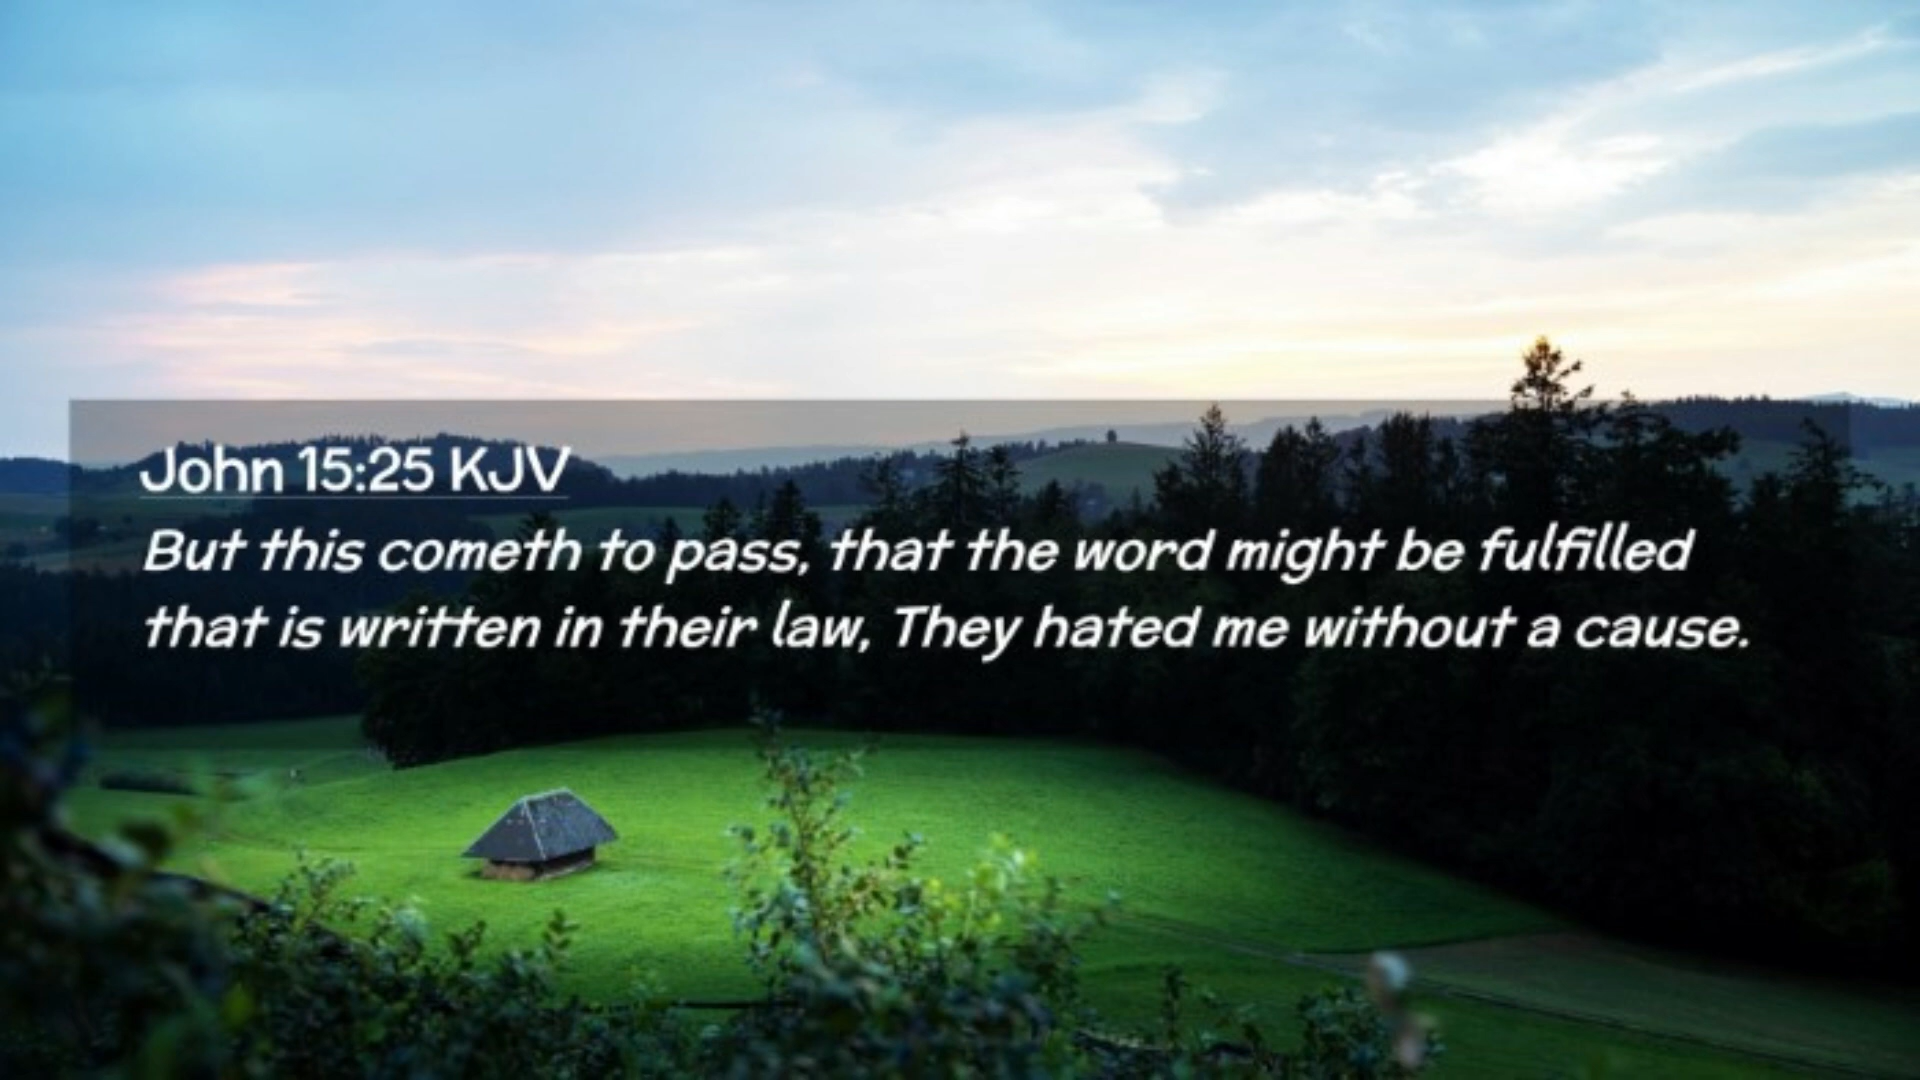 John 15:25 KJV
But this cometh to pass, that the word might be fulfilled
that is written in their law, They hated me without a cause.